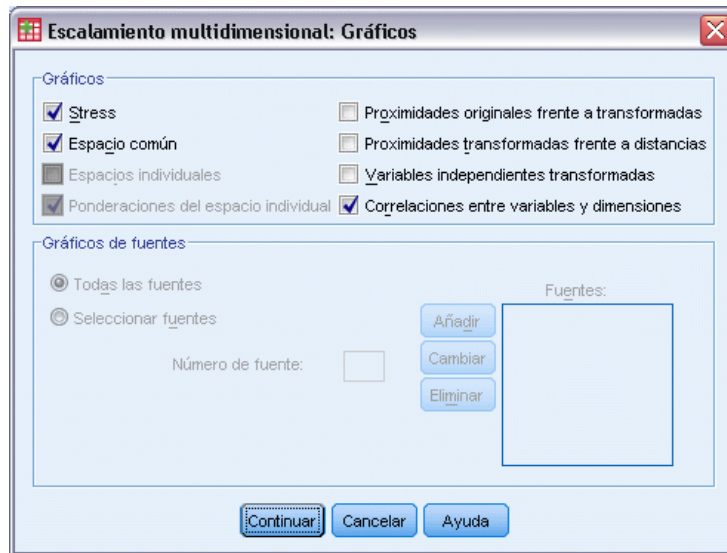 Escalamiento multidimensional: Gráficos
Gráficos
Stress
Espacio común
Espacios individuales
Ponderaciones del espacio individual
Proximidades originales frente a transformadas
Proximidades transformadas frente a distancias
Variables independientes transformadas
Correlaciones entre variables y dimensiones
Gráficos de fuentes
Todas las fuentes
Seleccionar fuentes
Número de fuente:
Añadir
Cambiar
Eliminar
Fuentes:
Continuar
Cancelar
Ayuda